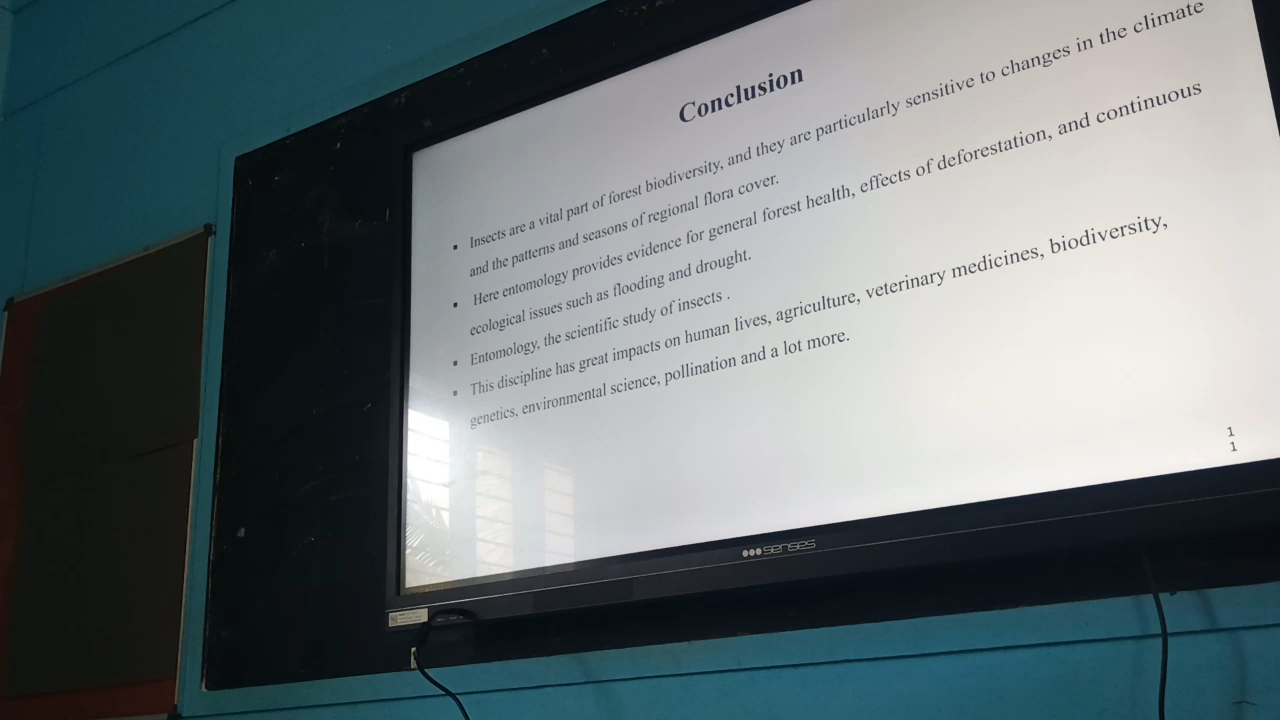 Conclusion
▪ Insects are a vital part of forest biodiversity, and they are particularly sensitive to changes in the climate
and the patterns and seasons of regional flora cover.
▪ Here entomology provides evidence for general forest health, effects of deforestation, and continuous
ecological issues such as flooding and drought.
▪ Entomology, the scientific study of insects .
▪ This discipline has great impacts on human lives, agriculture, veterinary medicines, biodiversity,
genetics, environmental science, pollination and a lot more.
1
1
senses